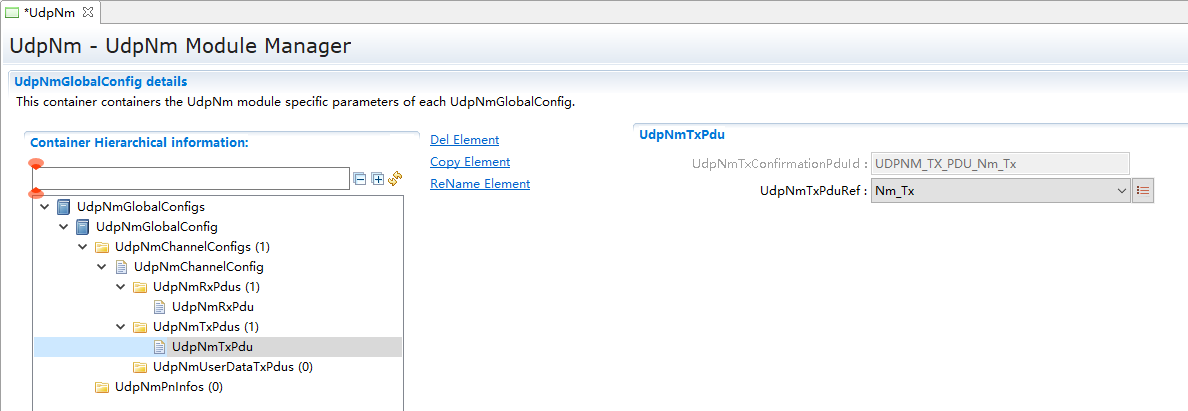 *UdpNm
UdpNm - UdpNm Module Manager
UdpNmGlobalConfig details
This container containers the UdpNm module specific parameters of each UdpNmGlobalConfig.
Container Hierarchical information:
Del Element
Copy Element
ReName Element
UdpNmGlobalConfigs
UdpNmGlobalConfig
UdpNmChannelConfigs (1)
UdpNmChannelConfig
UdpNmRxPdus (1)
UdpNmRxPdu
UdpNmTxPdus (1)
UdpNmTxPdu
UdpNmUserDataTxPdus (0)
UdpNmPnInfos (0)
UdpNmTxPdu
UdpNmTxConfirmationPduId : UDPNM_TX_PDU_Nm_Tx
UdpNmTxPduRef : Nm_Tx